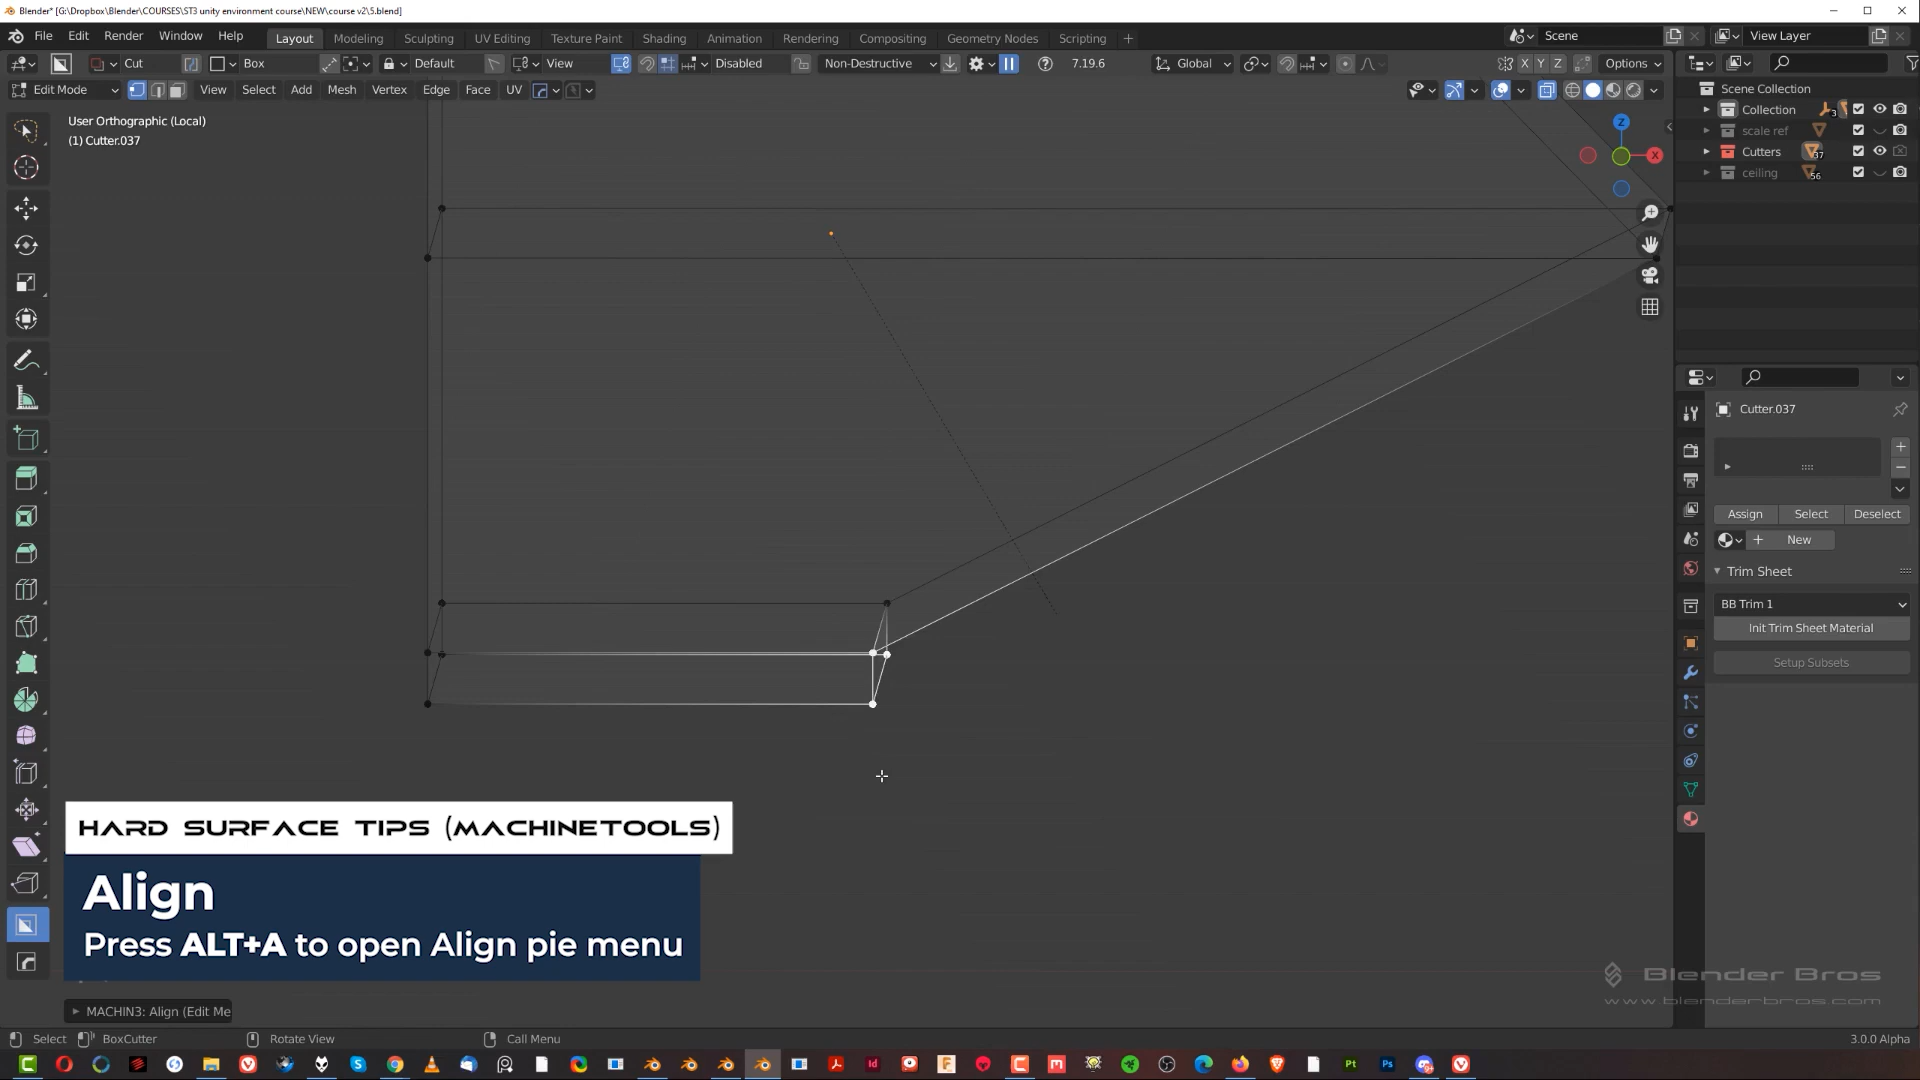 Blender* [G:\Dropbox\Blender\COURSES\ST3 unity environment course\NEW\course v2\5.blend]
File Edit Render Window Help
Layout Modeling Sculpting UV Editing Texture Paint Shading Animation Rendering Compositing Geometry Nodes Scripting +
Scene
View Layer
Cut Box Default View Disabled Non-Destructive 7.19.6 Global X Y Z Options
Edit Mode View Select Add Mesh Vertex Edge Face UV
User Orthographic (Local)
(1) Cutter.037
Z
X
Scene Collection
Collection 3
scale ref
Cutters 37
ceiling 56
Cutter.037
Assign Select Deselect
New
Trim Sheet
BB Trim 1
Init Trim Sheet Material
Setup Subsets
HARD SURFACE TIPS (MACHINETOOLS)
Align
Press ALT+A to open Align pie menu
Blender Bros
www.blenderbros.com
MACHIN3: Align (Edit Me
Select BoxCutter Rotate View Call Menu 3.0.0 Alpha
Id
F
M
Pt
Ps